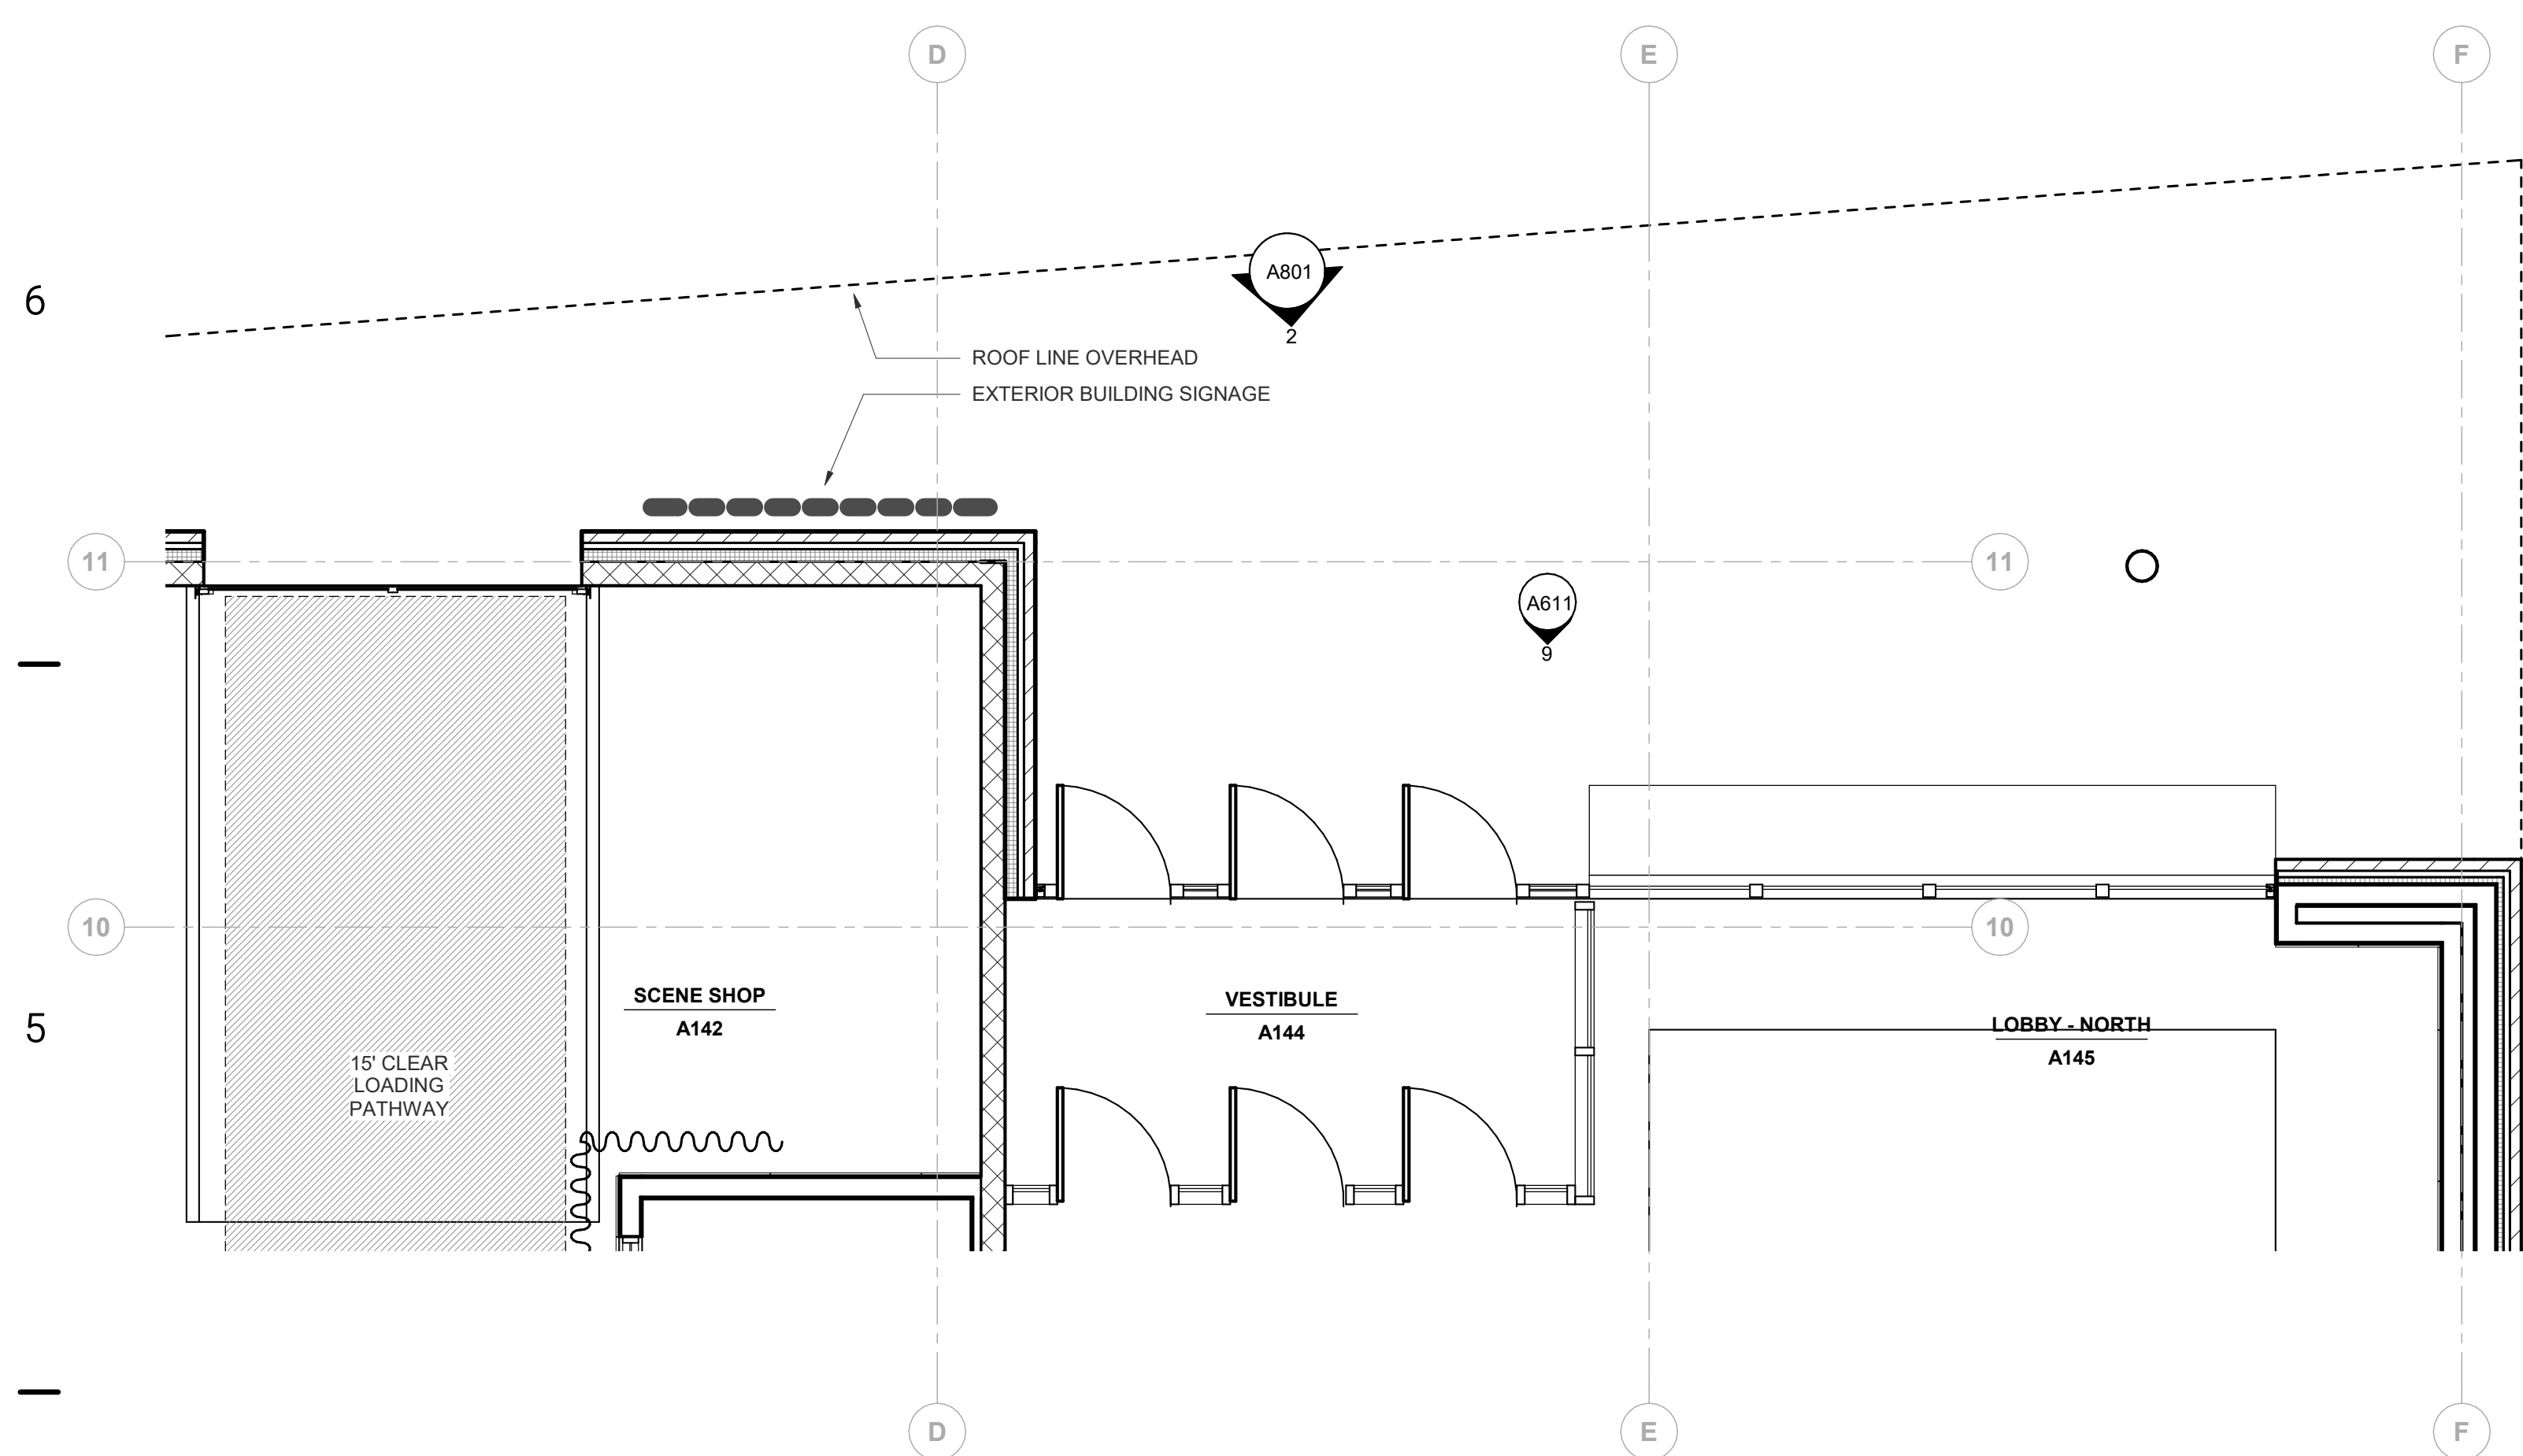 D E F
6
A801
2
ROOF LINE OVERHEAD
EXTERIOR BUILDING SIGNAGE
11 11
A611
9
10 10
SCENE SHOP
A142
VESTIBULE
A144
LOBBY - NORTH
A145
5
15' CLEAR
LOADING
PATHWAY
D E F